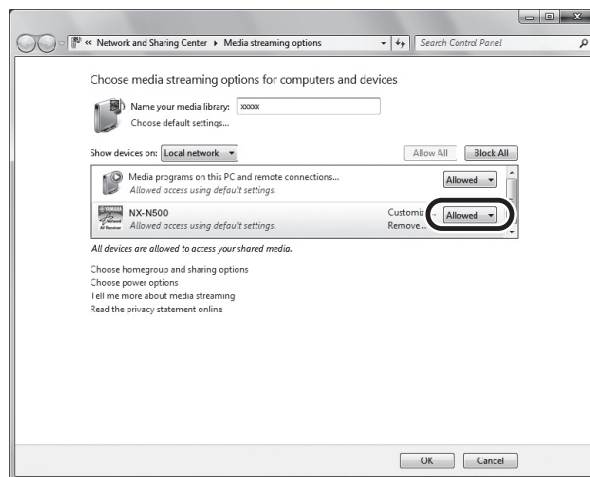 « Network and Sharing Center ▸ Media streaming options
Search Control Panel
Choose media streaming options for computers and devices
Name your media library: xxxxx
Choose default settings...
Show devices on: Local network
Allow All Block All
Media programs on this PC and remote connections...
Allowed access using default settings.
Allowed
YAMAHA
Network
AV Receiver
NX-N500
Allowed access using default settings.
Customiz
Remove...
Allowed
All devices are allowed to access your shared media.
Choose homegroup and sharing options
Choose power options
Tell me more about media streaming
Read the privacy statement online
OK Cancel